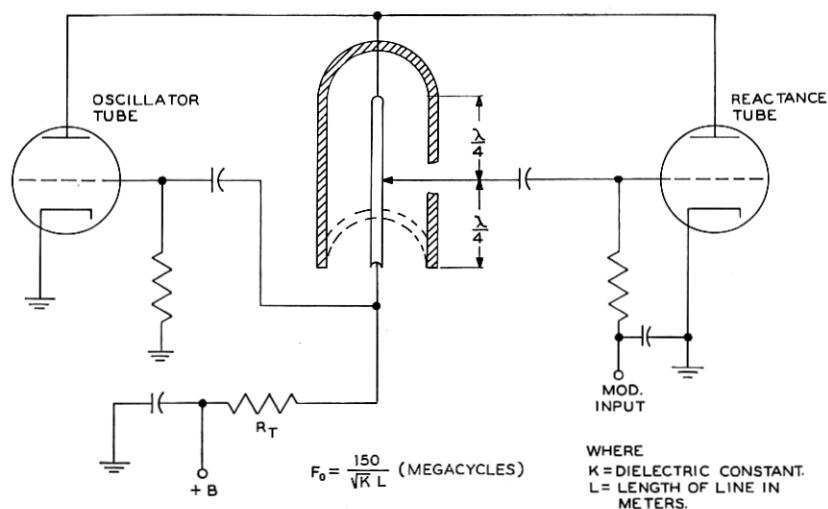 OSCILLATOR
TUBE
REACTANCE
TUBE
λ/4
λ/4
MOD.
INPUT
R_T
+ B
F₀ = 150/√K L (MEGACYCLES)
WHERE
K = DIELECTRIC CONSTANT.
L = LENGTH OF LINE IN
METERS.